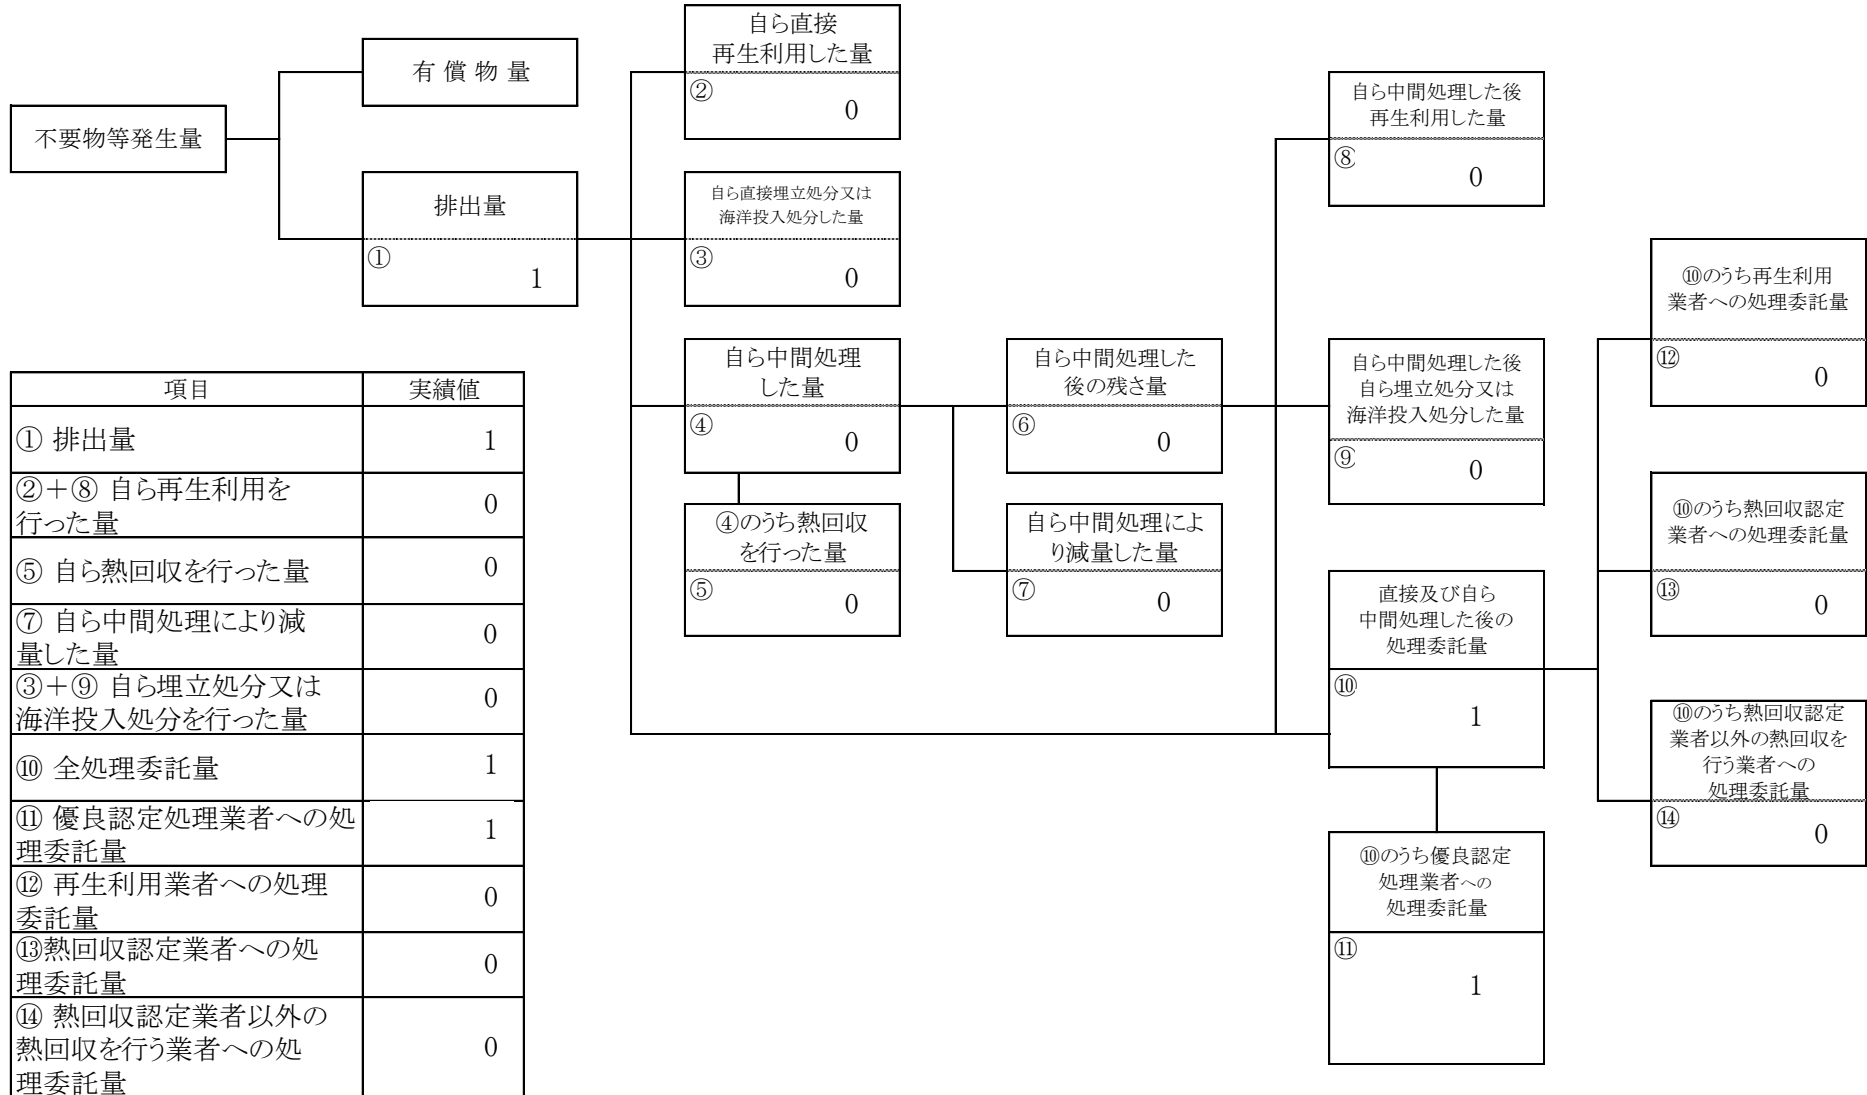 不要物等発生量
有 償 物 量
排出量
①
1
自ら直接
再生利用した量
②
0
自ら直接埋立処分又は
海洋投入処分した量
③
0
自ら中間処理
した量
④
0
④のうち熱回収
を行った量
⑤
0
自ら中間処理した
後の残さ量
⑥
0
自ら中間処理によ
り減量した量
⑦
0
自ら中間処理した後
再生利用した量
⑧
0
自ら中間処理した後
自ら埋立処分又は
海洋投入処分した量
⑨
0
直接及び自ら
中間処理した後の
処理委託量
⑩
1
⑩のうち優良認定
処理業者への
処理委託量
⑪
1
⑩のうち再生利用
業者への処理委託量
⑫
0
⑩のうち熱回収認定
業者への処理委託量
⑬
0
⑩のうち熱回収認定
業者以外の熱回収を
行う業者への
処理委託量
⑭
0
項目 実績値
① 排出量 1
②＋⑧ 自ら再生利用を
行った量 0
⑤ 自ら熱回収を行った量 0
⑦ 自ら中間処理により減
量した量 0
③＋⑨ 自ら埋立処分又は
海洋投入処分を行った量 0
⑩ 全処理委託量 1
⑪ 優良認定処理業者への処
理委託量 1
⑫ 再生利用業者への処理
委託量 0
⑬熱回収認定業者への処
理委託量 0
⑭ 熱回収認定業者以外の
熱回収を行う業者への処
理委託量 0